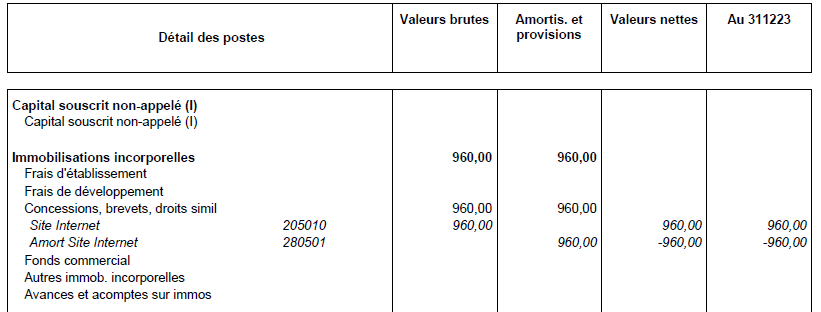 Détail des postes Valeurs brutes Amortis. et provisions Valeurs nettes Au 311223
Capital souscrit non-appelé (I)
Capital souscrit non-appelé (I)
Immobilisations incorporelles 960,00 960,00
Frais d'établissement
Frais de développement
Concessions, brevets, droits simil 960,00 960,00
Site Internet 205010 960,00 960,00 960,00
Amort Site Internet 280501 960,00 -960,00 -960,00
Fonds commercial
Autres immob. incorporelles
Avances et acomptes sur immos